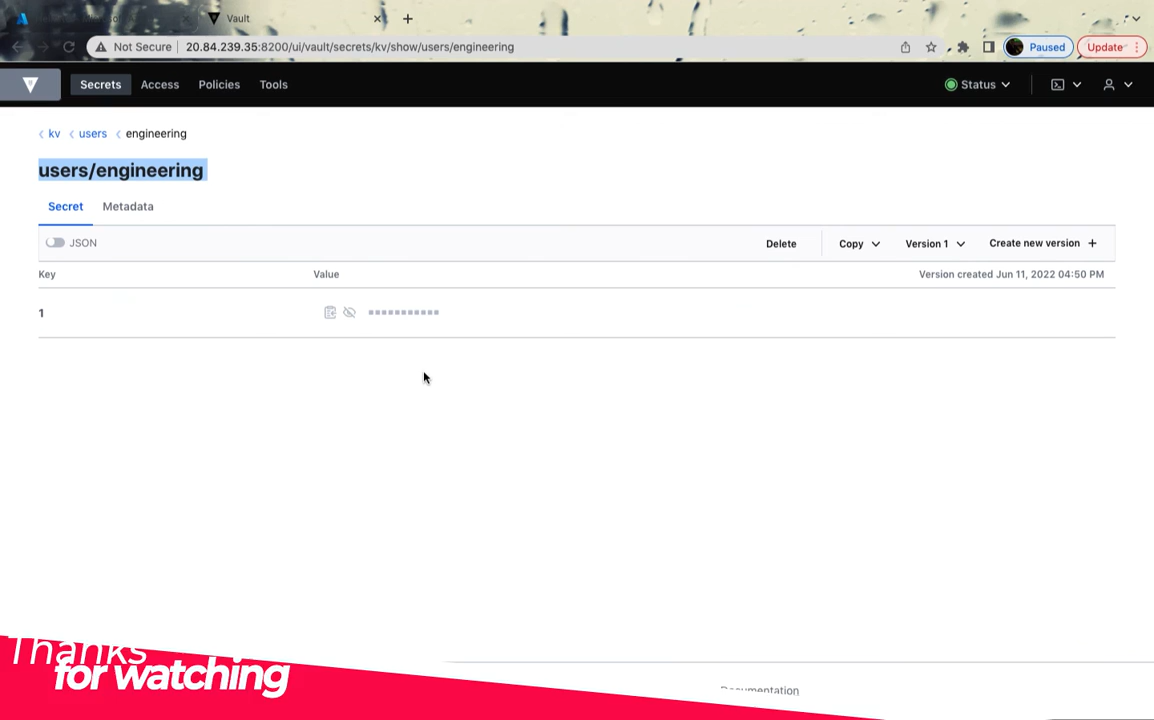 Vault
Not Secure
20.84.239.35:8200/ui/vault/secrets/kv/show/users/engineering
Paused
Update
Secrets
Access
Policies
Tools
Status
kv
users
engineering
users/engineering
Secret
Metadata
JSON
Delete
Copy
Version 1
Create new version +
Key
Value
Version created Jun 11, 2022 04:50 PM
1
Thanks
for watching
Documentation